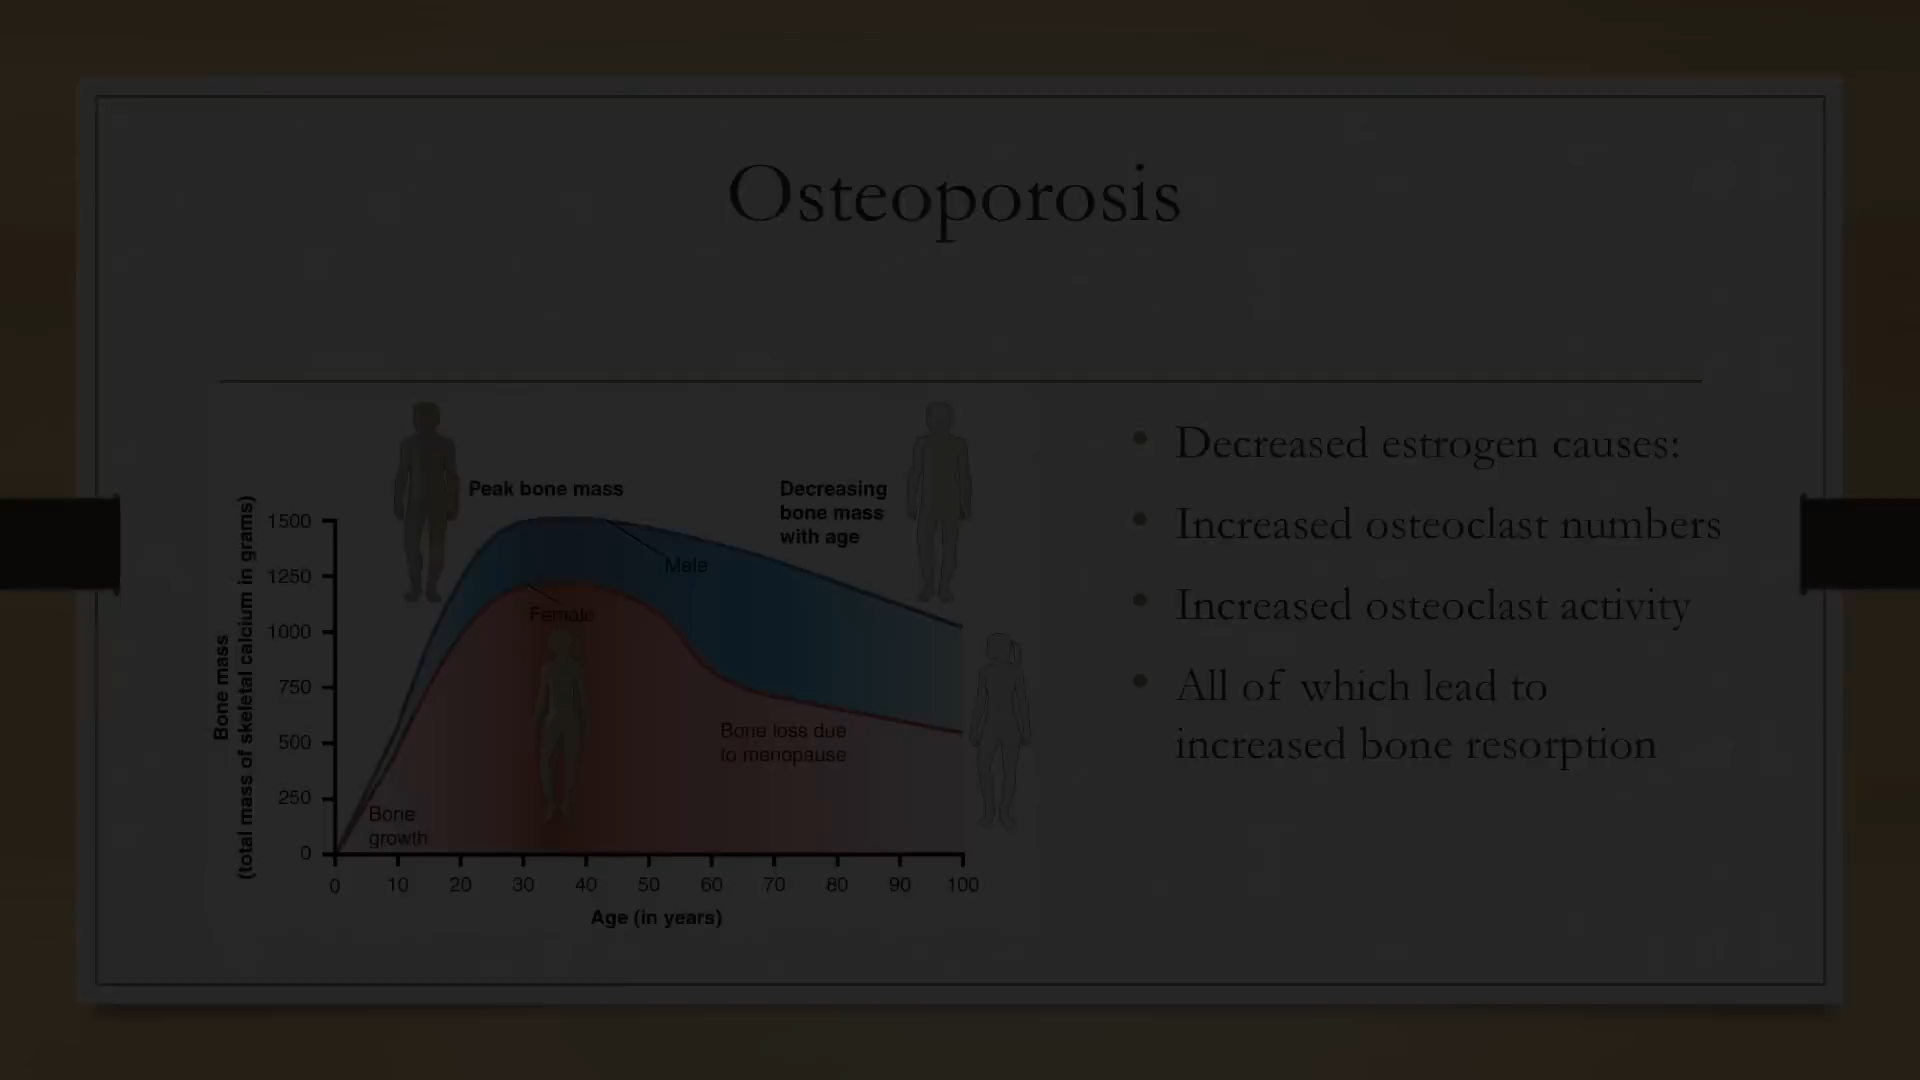 Osteoporosis
Peak bone mass
Decreasing
bone mass
with age
Male
Female
Bone loss due
to menopause
Bone
growth
Bone mass
(total mass of skeletal calcium in grams)
1500
1250
1000
750
500
250
0
0 10 20 30 40 50 60 70 80 90 100
Age (in years)
• Decreased estrogen causes:
• Increased osteoclast numbers
• Increased osteoclast activity
• All of which lead to
increased bone resorption